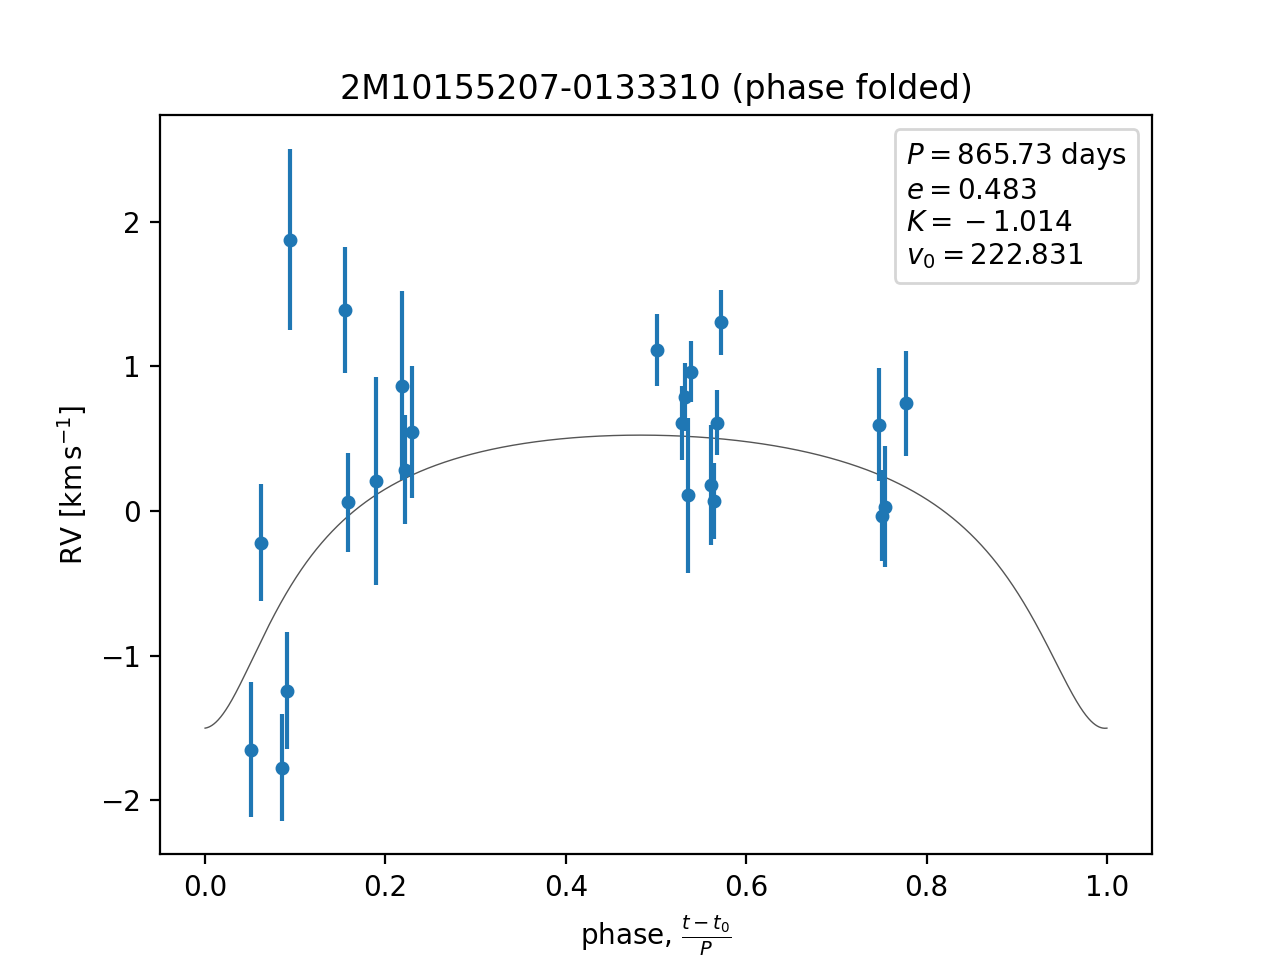 2M10155207-0133310 (phase folded)
P = 865.73 days
e = 0.483
K = −1.014
v₀ = 222.831
RV [km s⁻¹]
2
1
0
−1
−2
0.0 0.2 0.4 0.6 0.8 1.0
phase, (t − t₀)/P